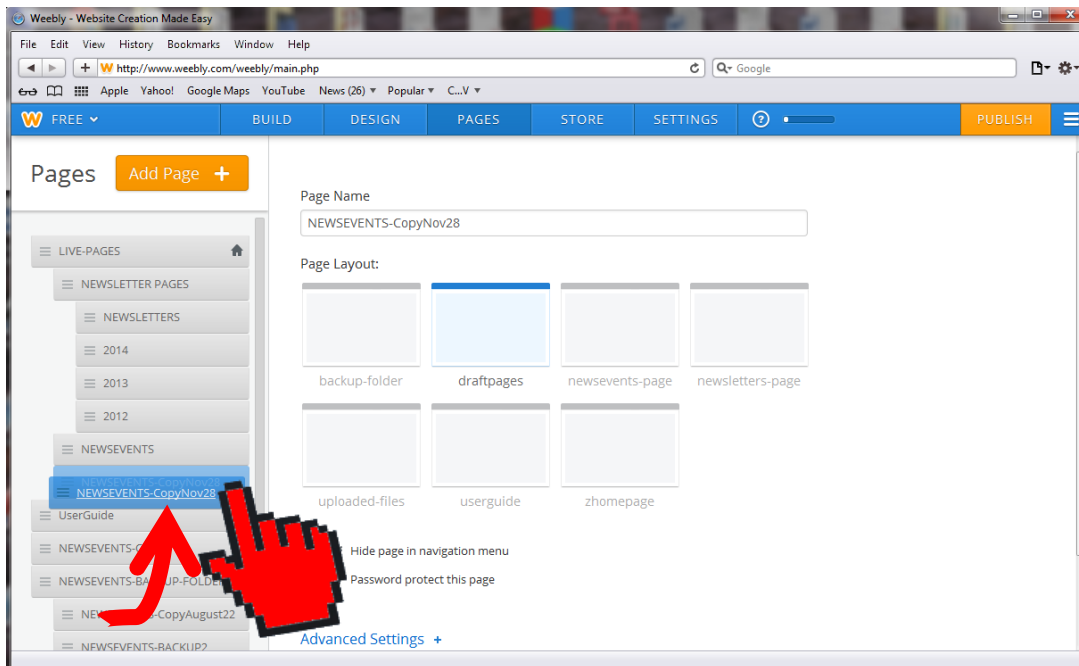 Weebly - Website Creation Made Easy
File Edit View History Bookmarks Window Help
http://www.weebly.com/weebly/main.php
Google
Apple Yahoo! Google Maps YouTube News (26) ▾ Popular ▾ C...V ▾
FREE BUILD DESIGN PAGES STORE SETTINGS ? PUBLISH
Pages
Add Page +
Page Name
NEWSEVENTS-CopyNov28
LIVE-PAGES
NEWSLETTER PAGES
NEWSLETTERS
2014
2013
2012
NEWSEVENTS
NEWSEVENTS-CopyNov28
NEWSEVENTS-CopyNov28
UserGuide
NEWSEVENTS-BACKUP2
Page Layout:
backup-folder draftpages newsevents-page newsletters-page
uploaded-files userguide zhomepage
Hide page in navigation menu
Password protect this page
Advanced Settings +